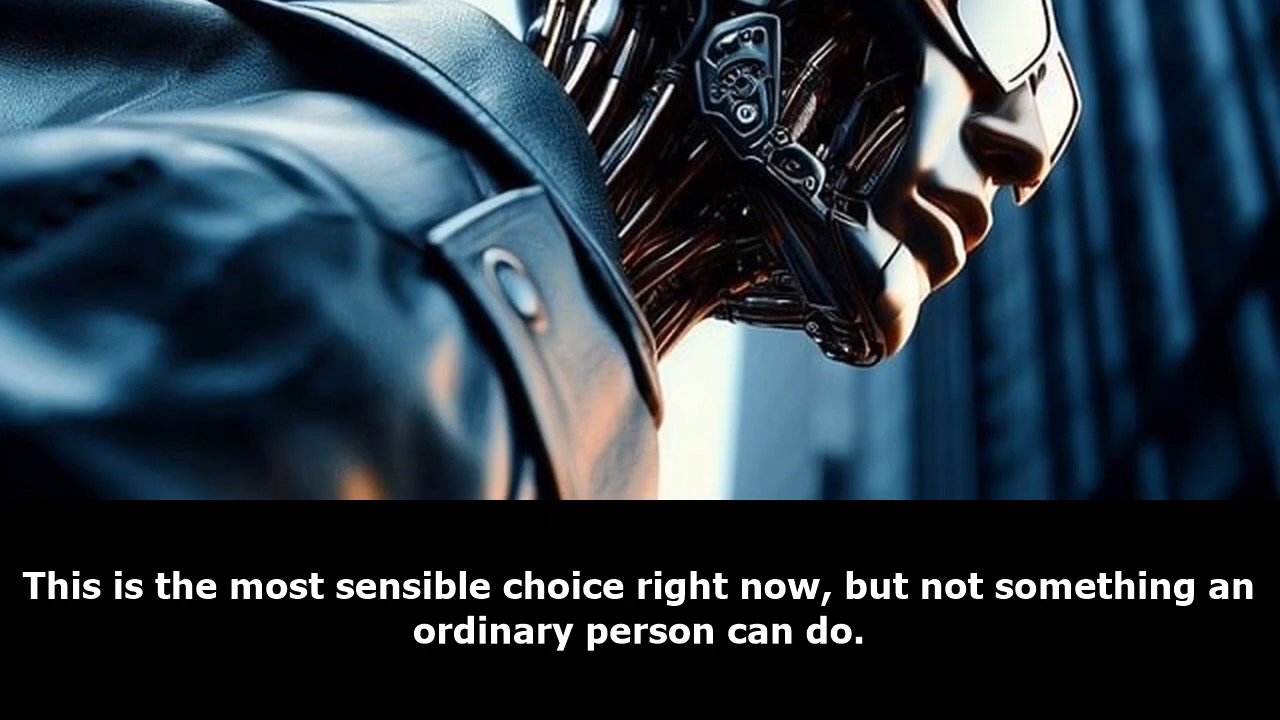 This is the most sensible choice right now, but not something an
ordinary person can do.